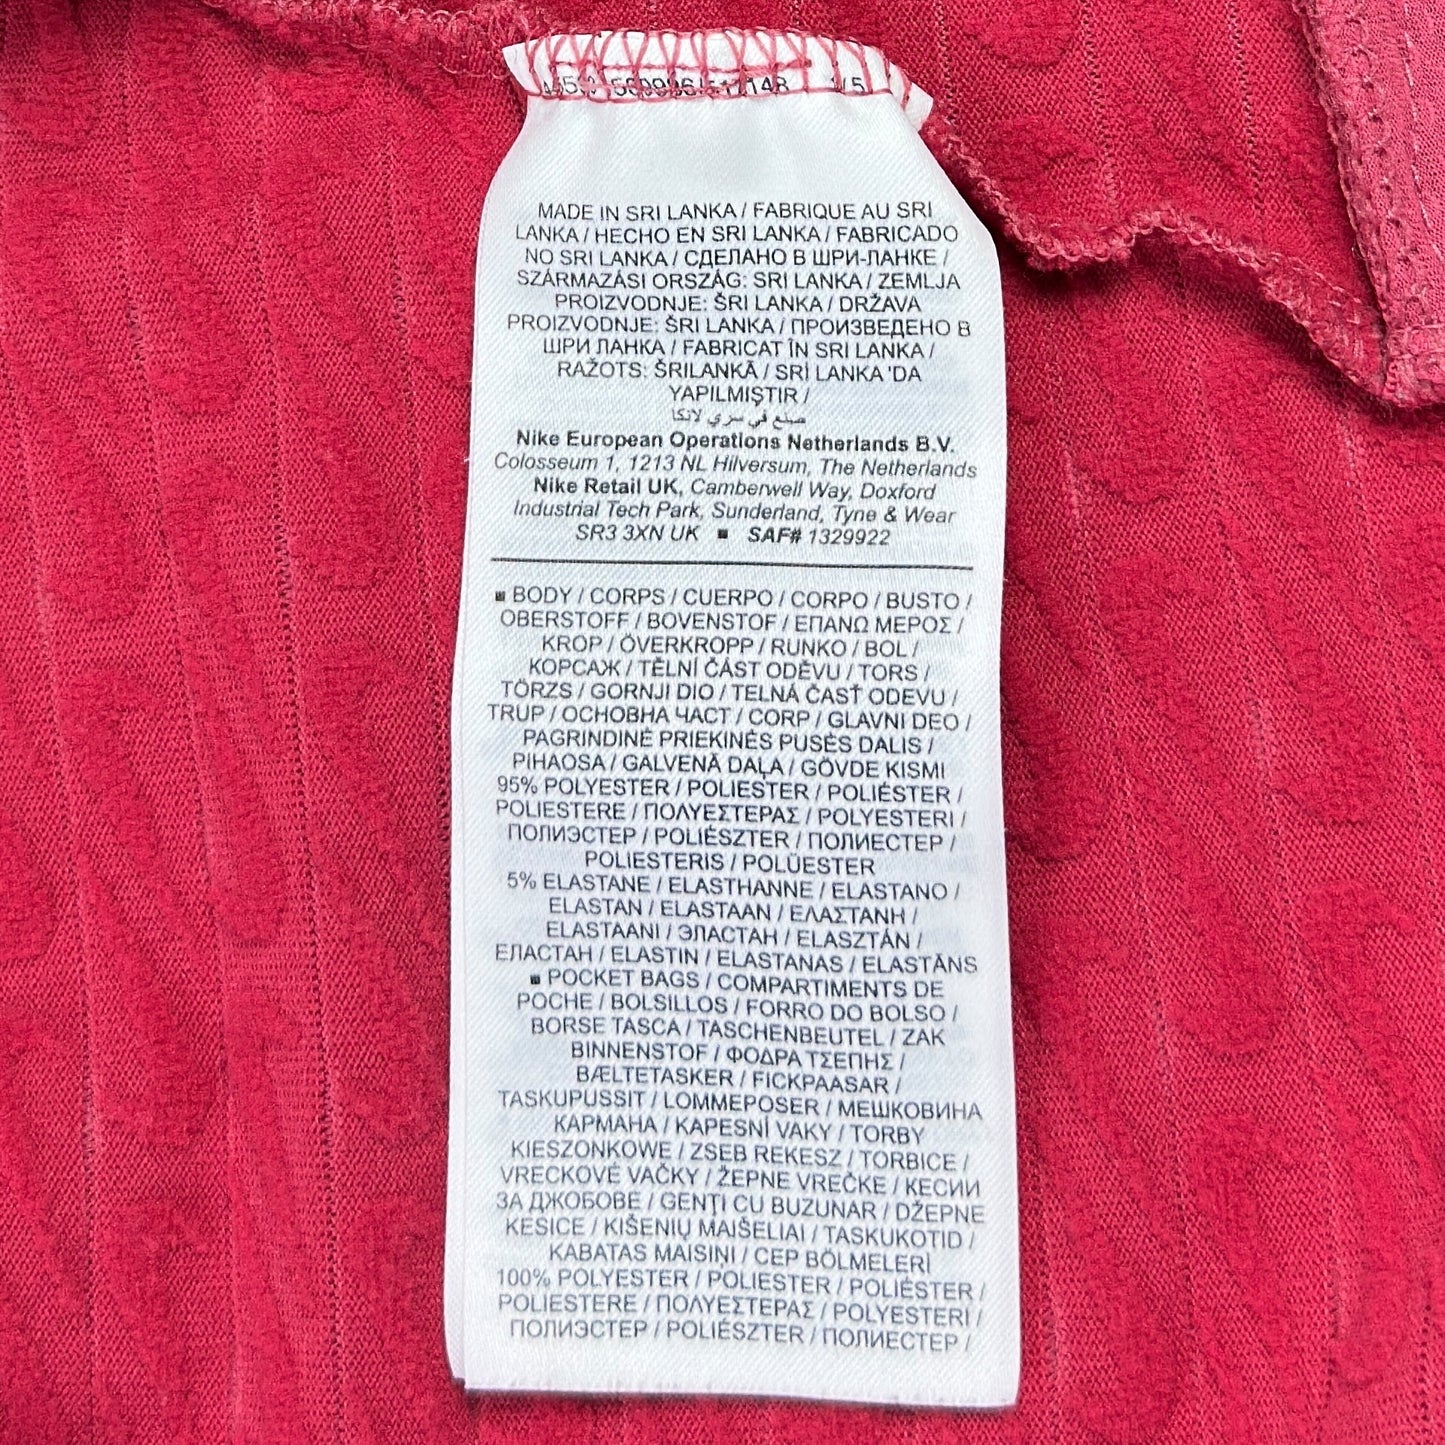 1/5
MADE IN SRI LANKA / FABRIQUE AU SRI
LANKA / HECHO EN SRI LANKA / FABRICADO
NO SRI LANKA / СДЕЛАНО В ШРИ-ЛАНКЕ /
SZÁRMAZÁSI ORSZÁG: SRI LANKA / ZEMLJA
PROIZVODNJE: ŠRI LANKA / DRŽAVA
PROIZVODNJE: ŠRI LANKA / ПРОИЗВЕДЕНО В
ШРИ ЛАНКА / FABRICAT ÎN SRI LANKA /
RAŽOTS: ŠRILANKĀ / SRİ LANKA 'DA
YAPILMIŞTIR /
صنع في سري لانكا
Nike European Operations Netherlands B.V.
Colosseum 1, 1213 NL Hilversum, The Netherlands
Nike Retail UK, Camberwell Way, Doxford
Industrial Tech Park, Sunderland, Tyne & Wear
SR3 3XN UK ▪ SAF# 1329922
▪ BODY / CORPS / CUERPO / CORPO / BUSTO /
OBERSTOFF / BOVENSTOF / ΕΠΑΝΩ ΜΕΡΟΣ /
KROP / ÖVERKROPP / RUNKO / BOL /
КОРСАЖ / TĚLNÍ ČÁST ODĚVU / TORS /
TÖRZS / GORNJI DIO / TELNÁ ČASŤ ODEVU /
TRUP / ОСНОВНА ЧАСТ / CORP / GLAVNI DEO /
PAGRINDINĖ PRIEKINĖS PUSĖS DALIS /
PIHAOSA / GALVENĀ DAĻA / GÖVDE KISMI
95% POLYESTER / POLIESTER / POLIÉSTER /
POLIESTERE / ΠΟΛΥΕΣΤΕΡΑΣ / POLYESTERI /
ПОЛИЭСТЕР / POLIÉSZTER / ПОЛИЕСТЕР /
POLIESTERIS / POLÜESTER
5% ELASTANE / ELASTHANNE / ELASTANO /
ELASTAN / ELASTAAN / ΕΛΑΣΤΑΝΗ /
ELASTAANI / ЭЛАСТАН / ELASZTÁN /
ЕЛАСТАН / ELASTIN / ELASTANAS / ELASTĀNS
▪ POCKET BAGS / COMPARTIMENTS DE
POCHE / BOLSILLOS / FORRO DO BOLSO /
BORSE TASCA / TASCHENBEUTEL / ZAK
BINNENSTOF / ΦΟΔΡΑ ΤΣΕΠΗΣ /
BÆLTETASKER / FICKPAASAR /
TASKUPUSSIT / LOMMEPOSER / МЕШКОВИНА
КАРМАНА / KAPESNÍ VAKY / TORBY
KIESZONKOWE / ZSEB REKESZ / TORBICE /
VRECKOVÉ VAČKY / ŽEPNE VREČKE / КЕСИИ
ЗА ДЖОБОВЕ / GENŢI CU BUZUNAR / DŽEPNE
KESICE / KIŠENIŲ MAIŠELIAI / TASKUKOTID /
KABATAS MAISIŅI / CEP BÖLMELERİ
100% POLYESTER / POLIESTER / POLIÉSTER /
POLIESTERE / ΠΟΛΥΕΣΤΕΡΑΣ / POLYESTERI /
ПОЛИЭСТЕР / POLIÉSZTER / ПОЛИЕСТЕР /